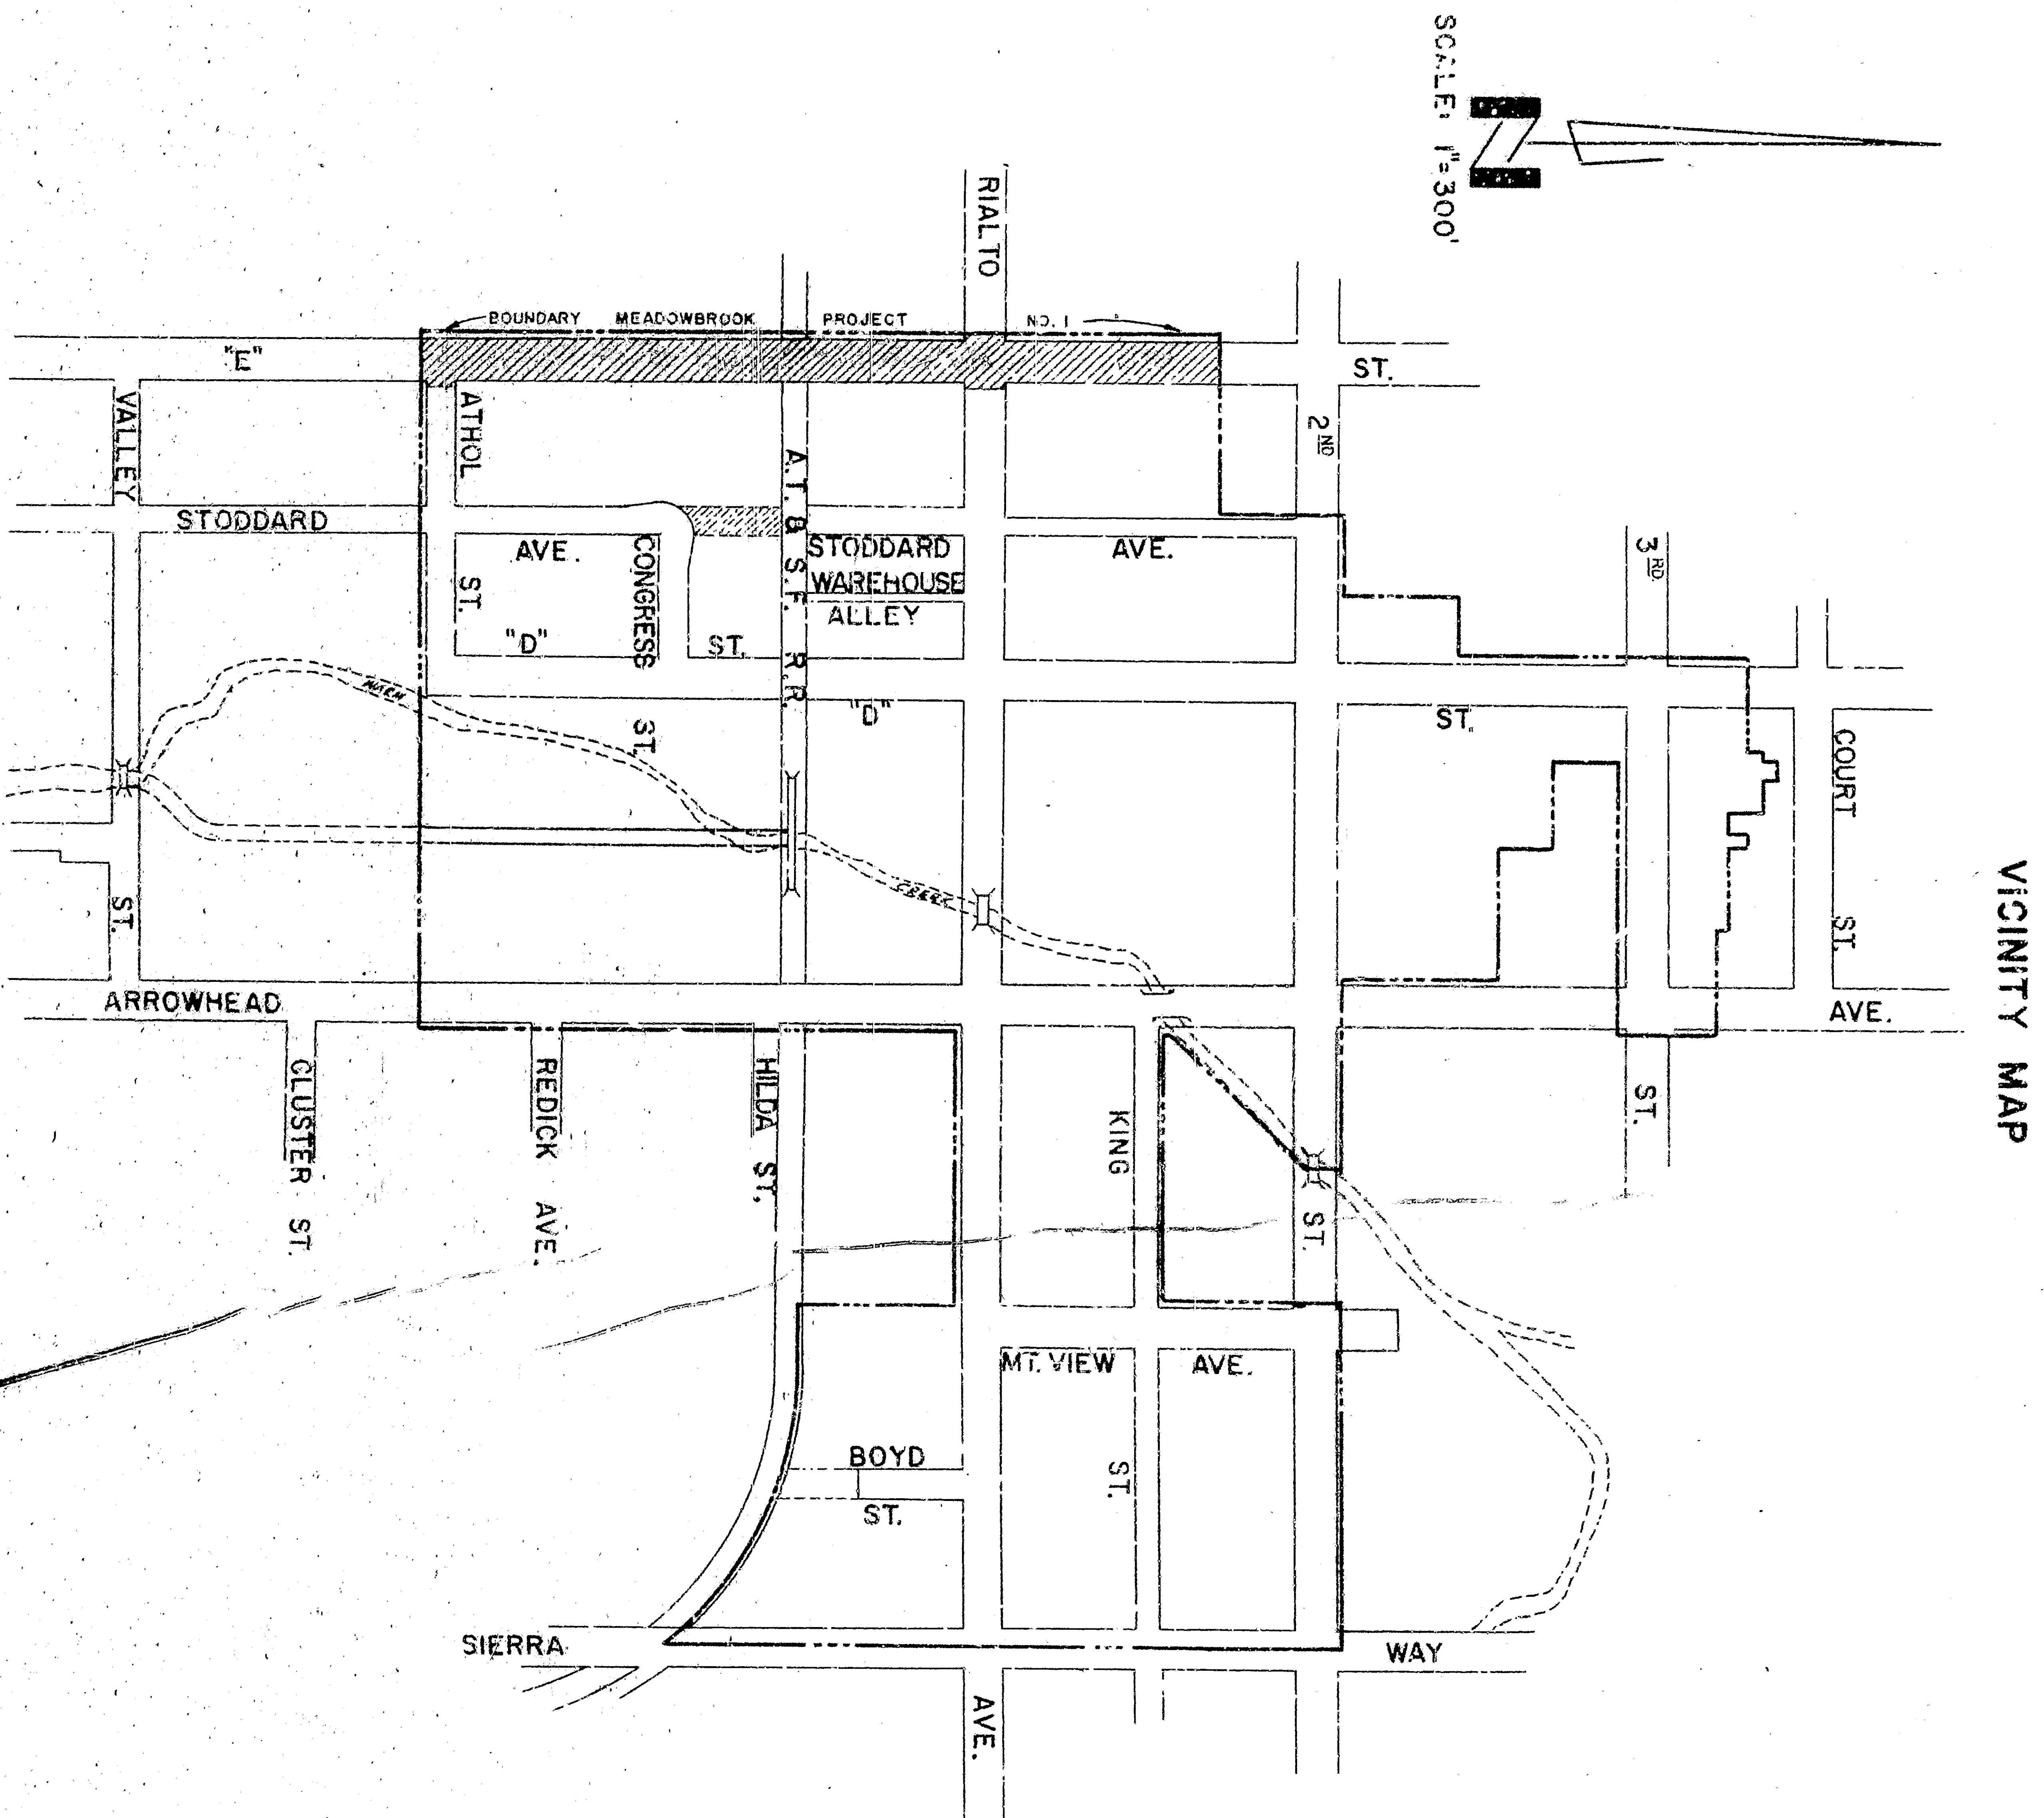 VICINITY MAP
SCALE: 1"=300'
BOUNDARY MEADOWBROOK PROJECT NO. 1
"E" ST.
VALLEY ST.
STODDARD AVE.
ATHOL ST.
CONGRESS ST.
"D" ST.
A.T. & S.F. R.R.
STODDARD AVE.
WAREHOUSE
ALLEY
"D" ST.
RIALTO AVE.
2ND ST.
3RD. ST.
COURT ST.
WARM CREEK
ARROWHEAD AVE.
CLUSTER ST.
REDICK AVE.
HILDA ST.
KING ST.
MT. VIEW AVE.
BOYD
ST.
SIERRA WAY